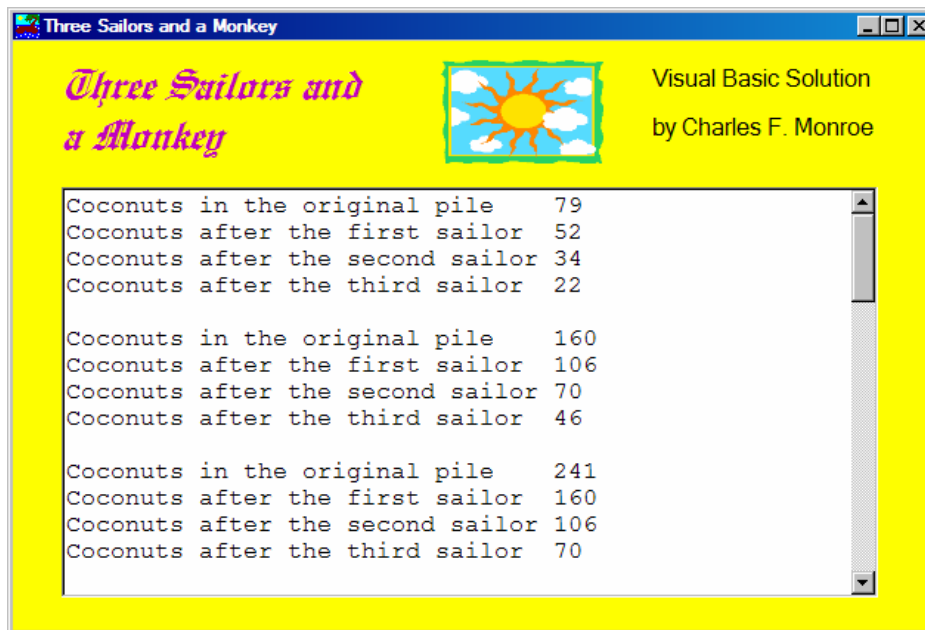 Three Sailors and a Monkey
Three Sailors and
a Monkey
Visual Basic Solution
by Charles F. Monroe
Coconuts in the original pile    79
Coconuts after the first sailor  52
Coconuts after the second sailor 34
Coconuts after the third sailor  22
Coconuts in the original pile    160
Coconuts after the first sailor  106
Coconuts after the second sailor 70
Coconuts after the third sailor  46
Coconuts in the original pile    241
Coconuts after the first sailor  160
Coconuts after the second sailor 106
Coconuts after the third sailor  70